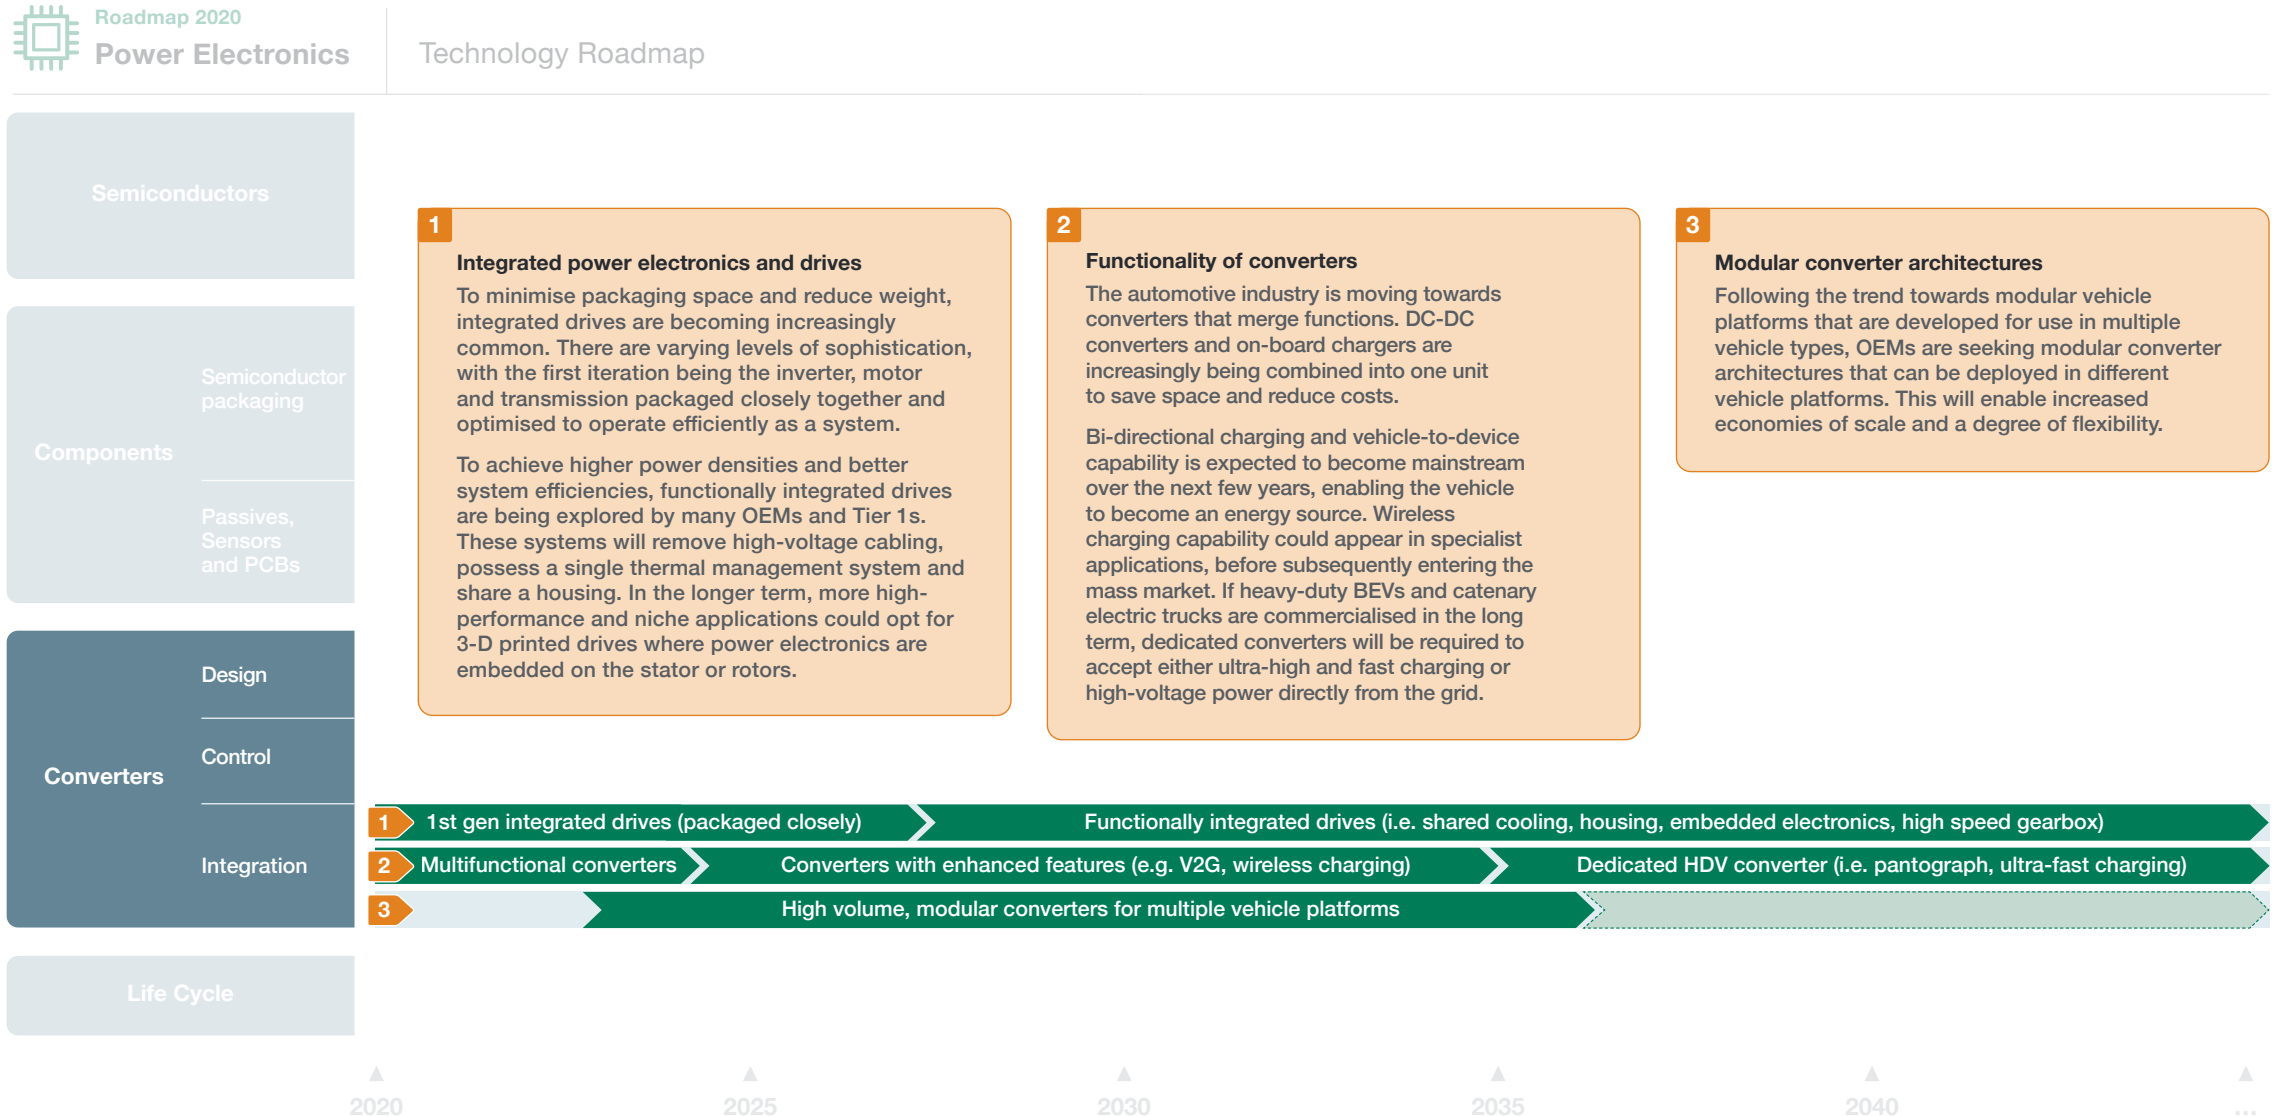 Roadmap 2020
Power Electronics
Technology Roadmap
Semiconductors
Components
Semiconductor
packaging
Passives,
Sensors
and PCBs
Converters
Design
Control
Integration
Life Cycle
1
Integrated power electronics and drives
To minimise packaging space and reduce weight,
integrated drives are becoming increasingly
common. There are varying levels of sophistication,
with the first iteration being the inverter, motor
and transmission packaged closely together and
optimised to operate efficiently as a system.
To achieve higher power densities and better
system efficiencies, functionally integrated drives
are being explored by many OEMs and Tier 1s.
These systems will remove high-voltage cabling,
possess a single thermal management system and
share a housing. In the longer term, more high-
performance and niche applications could opt for
3-D printed drives where power electronics are
embedded on the stator or rotors.
2
Functionality of converters
The automotive industry is moving towards
converters that merge functions. DC-DC
converters and on-board chargers are
increasingly being combined into one unit
to save space and reduce costs.
Bi-directional charging and vehicle-to-device
capability is expected to become mainstream
over the next few years, enabling the vehicle
to become an energy source. Wireless
charging capability could appear in specialist
applications, before subsequently entering the
mass market. If heavy-duty BEVs and catenary
electric trucks are commercialised in the long
term, dedicated converters will be required to
accept either ultra-high and fast charging or
high-voltage power directly from the grid.
3
Modular converter architectures
Following the trend towards modular vehicle
platforms that are developed for use in multiple
vehicle types, OEMs are seeking modular converter
architectures that can be deployed in different
vehicle platforms. This will enable increased
economies of scale and a degree of flexibility.
1 1st gen integrated drives (packaged closely) Functionally integrated drives (i.e. shared cooling, housing, embedded electronics, high speed gearbox)
2 Multifunctional converters Converters with enhanced features (e.g. V2G, wireless charging) Dedicated HDV converter (i.e. pantograph, ultra-fast charging)
3 High volume, modular converters for multiple vehicle platforms
2020 2025 2030 2035 2040 ...